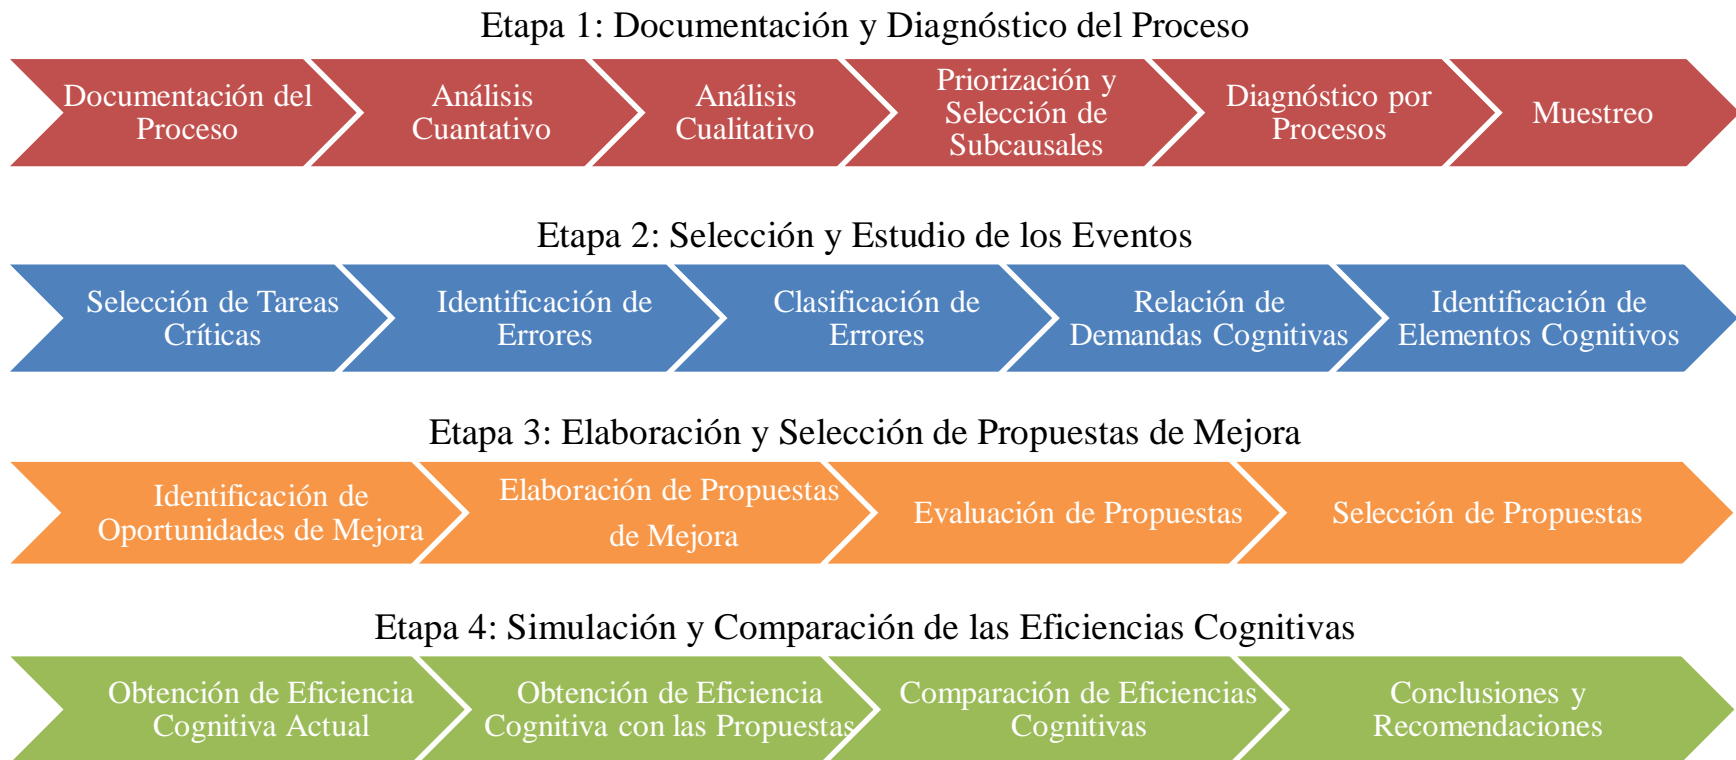 Etapa 1: Documentación y Diagnóstico del Proceso
Documentación del
Proceso
Análisis
Cuantativo
Análisis
Cualitativo
Priorización y
Selección de
Subcausales
Diagnóstico por
Procesos
Muestreo
Etapa 2: Selección y Estudio de los Eventos
Selección de Tareas
Críticas
Identificación de
Errores
Clasificación de
Errores
Relación de
Demandas Cognitivas
Identificación de
Elementos Cognitivos
Etapa 3: Elaboración y Selección de Propuestas de Mejora
Identificación de
Oportunidades de Mejora
Elaboración de Propuestas
de Mejora
Evaluación de Propuestas
Selección de Propuestas
Etapa 4: Simulación y Comparación de las Eficiencias Cognitivas
Obtención de Eficiencia
Cognitiva Actual
Obtención de Eficiencia
Cognitiva con las Propuestas
Comparación de Eficiencias
Cognitivas
Conclusiones y
Recomendaciones